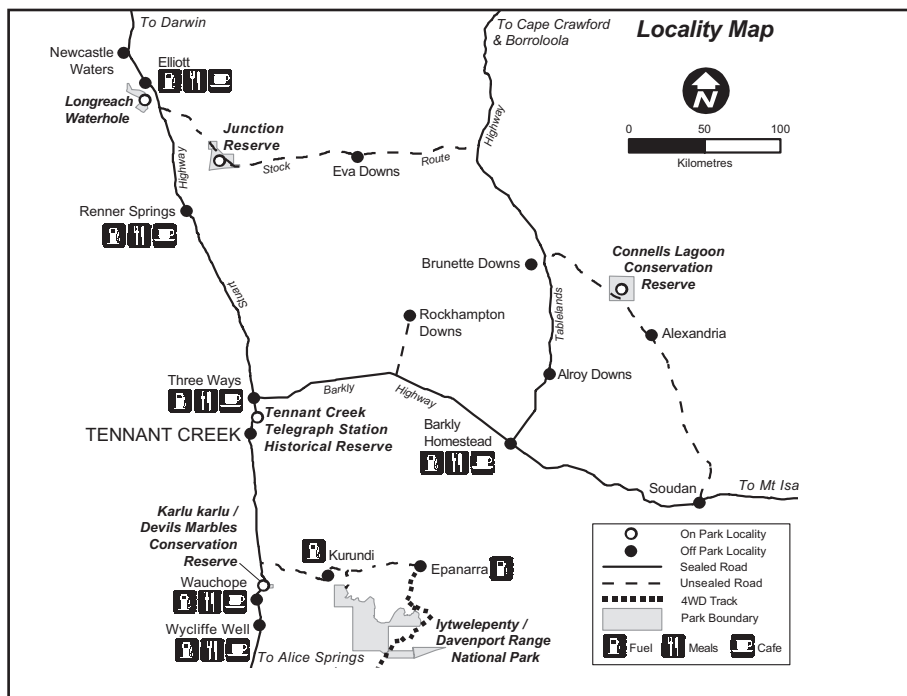 To Darwin
To Cape Crawford
& Borroloola
Locality Map
Newcastle
Waters
Elliott
N
Longreach
Waterhole
0 50 100
Kilometres
Junction
Reserve
Highway
Stock
Eva Downs
Route
Highway
Renner Springs
Connells Lagoon
Conservation
Reserve
Brunette Downs
Stuart
Rockhampton
Downs
Tablelands
Alexandria
Three Ways
Barkly
Highway
Alroy Downs
Tennant Creek
Telegraph Station
Historical Reserve
TENNANT CREEK
Barkly
Homestead
To Mt Isa
Soudan
Karlu karlu /
Devils Marbles
Conservation
Reserve
Kurundi
Epanarra
Wauchope
Wycliffe Well
Iytwelepenty /
Davenport Range
National Park
To Alice Springs
On Park Locality
Off Park Locality
Sealed Road
Unsealed Road
4WD Track
Park Boundary
Fuel Meals Cafe